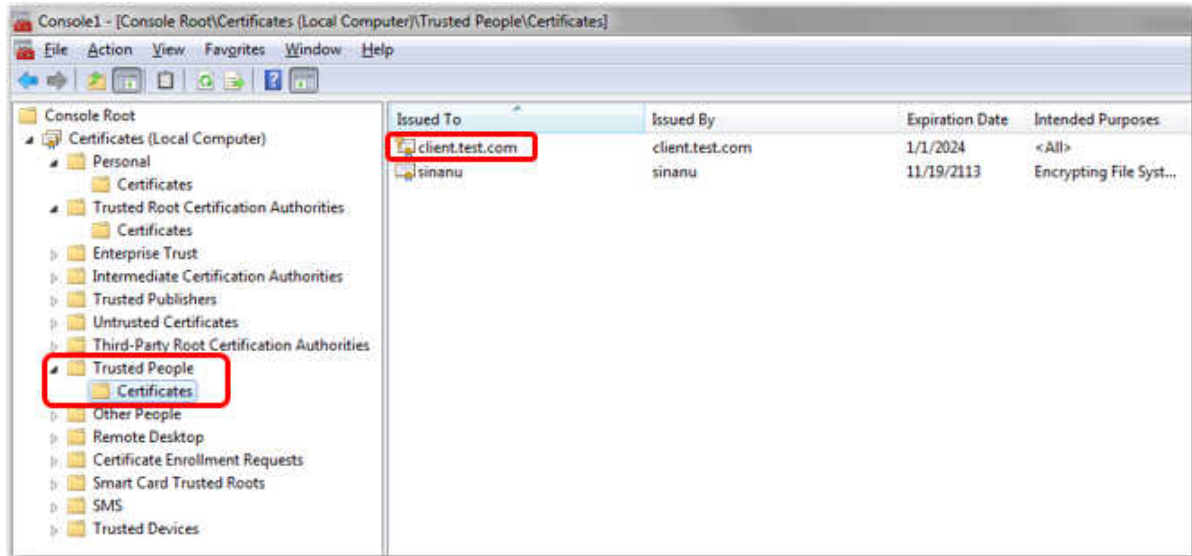 Console1 - [Console Root\Certificates (Local Computer)\Trusted People\Certificates]
File Action View Favorites Window Help
Console Root
Certificates (Local Computer)
Personal
Certificates
Trusted Root Certification Authorities
Certificates
Enterprise Trust
Intermediate Certification Authorities
Trusted Publishers
Untrusted Certificates
Third-Party Root Certification Authorities
Trusted People
Certificates
Other People
Remote Desktop
Certificate Enrollment Requests
Smart Card Trusted Roots
SMS
Trusted Devices
Issued To Issued By Expiration Date Intended Purposes
client.test.com client.test.com 1/1/2024 <All>
sinanu sinanu 11/19/2113 Encrypting File Syst...